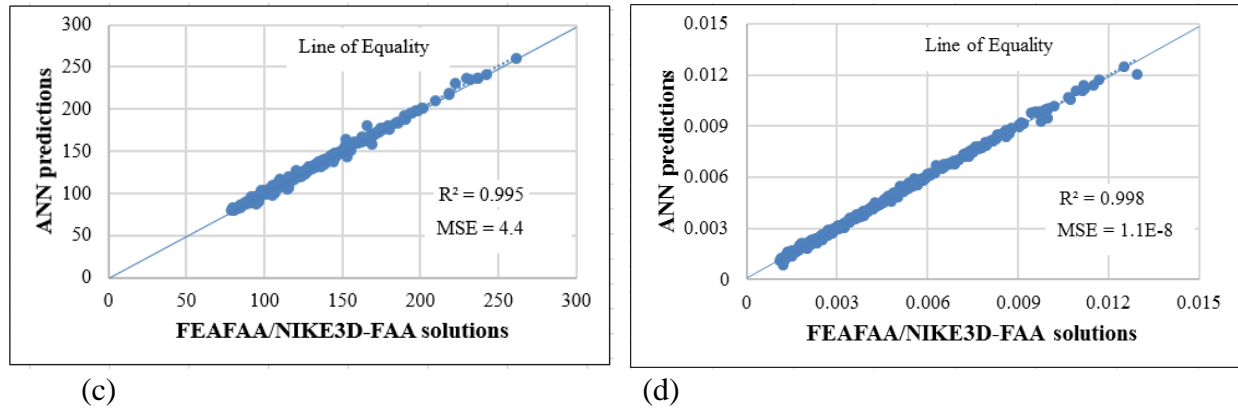 300
250
200
150
100
50
0
ANN predictions
Line of Equality
R² = 0.995
MSE = 4.4
0 50 100 150 200 250 300
FEAFAA/NIKE3D-FAA solutions
(c)
0.015
0.012
0.009
0.006
0.003
0.000
ANN predictions
Line of Equality
R² = 0.998
MSE = 1.1E-8
0 0.003 0.006 0.009 0.012 0.015
FEAFAA/NIKE3D-FAA solutions
(d)